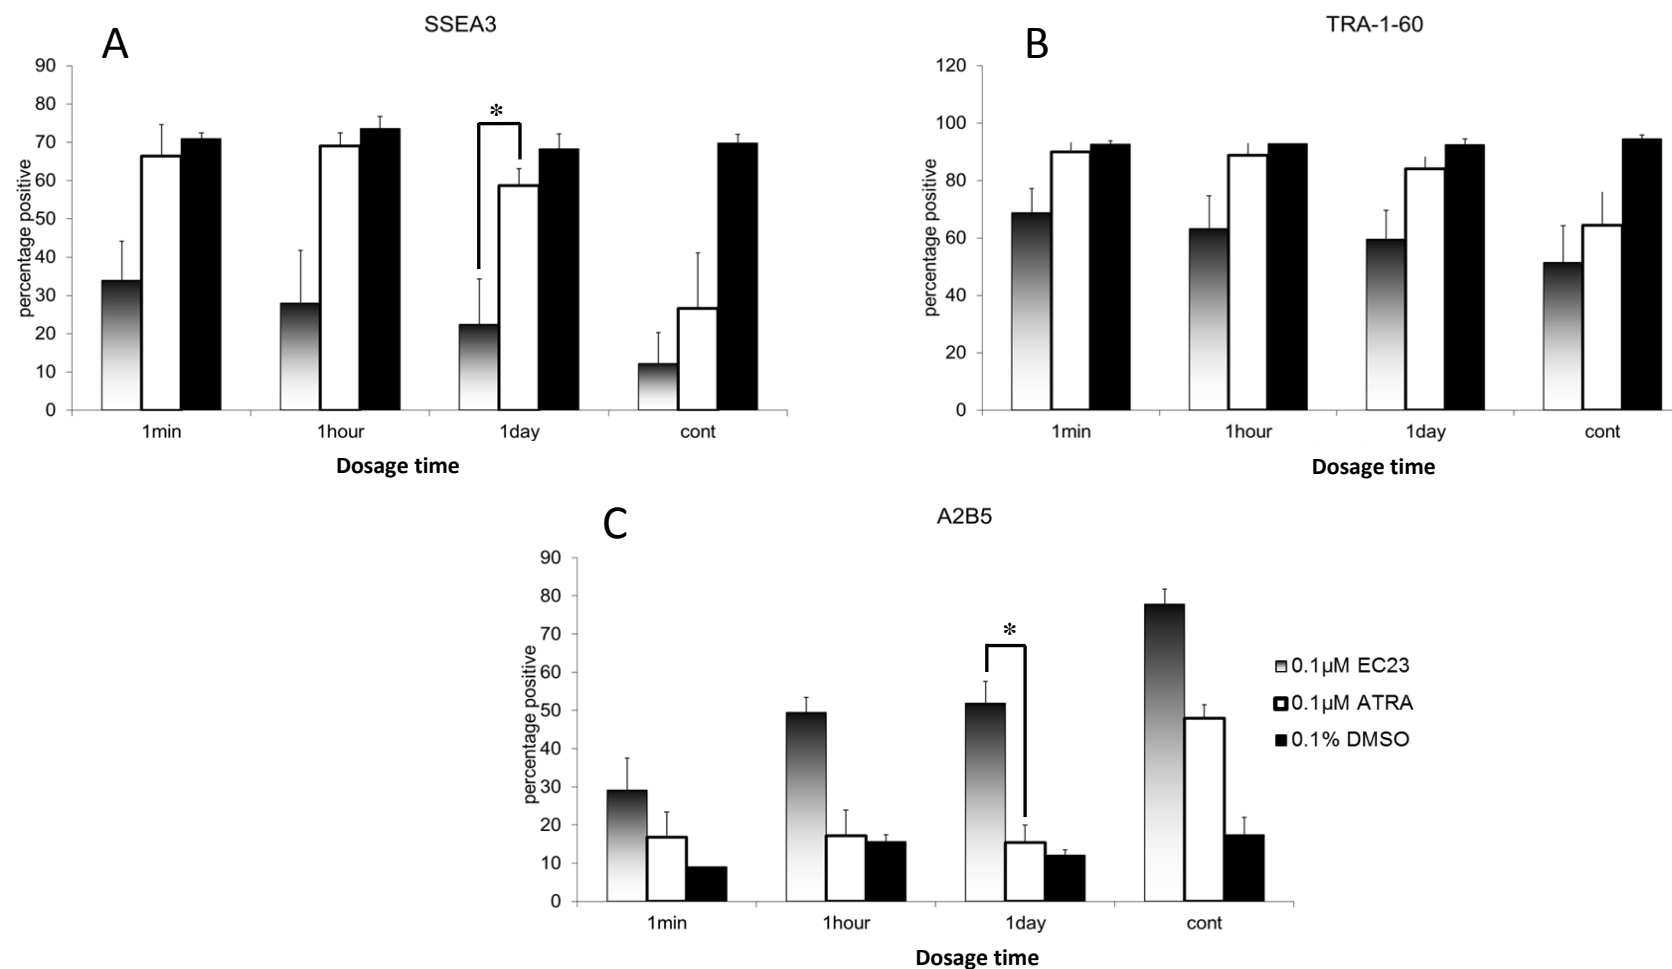 A
SSEA3
percentage positive
90
80
70
60
50
40
30
20
10
0
*
1min 1hour 1day cont
Dosage time
B
TRA-1-60
percentage positive
120
100
80
60
40
20
0
1min 1hour 1day cont
Dosage time
C
A2B5
percentage positive
90
80
70
60
50
40
30
20
10
0
*
1min 1hour 1day cont
Dosage time
0.1µM EC23
0.1µM ATRA
0.1% DMSO